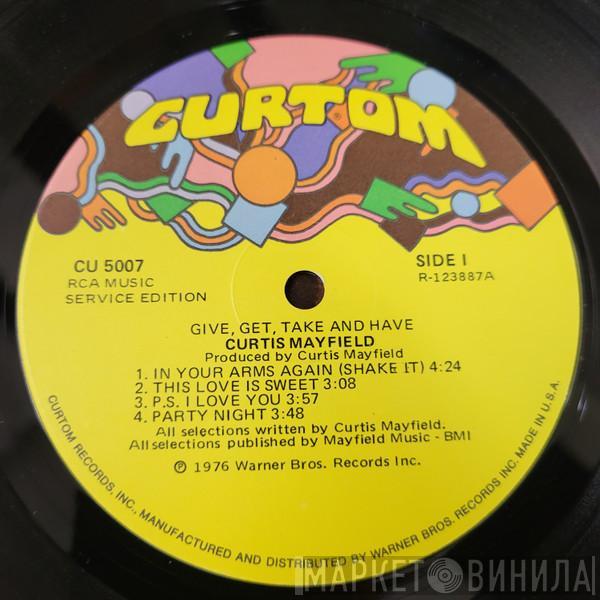 CURTOM
CU 5007
RCA MUSIC
SERVICE EDITION
SIDE I
R-123887A
GIVE, GET, TAKE AND HAVE
CURTIS MAYFIELD
Produced by Curtis Mayfield
1. IN YOUR ARMS AGAIN (SHAKE IT) 4:24
2. THIS LOVE IS SWEET 3:08
3. P.S. I LOVE YOU 3:57
4. PARTY NIGHT 3:48
All selections written by Curtis Mayfield.
All selections published by Mayfield Music - BMI
℗ 1976 Warner Bros. Records Inc.
CURTOM RECORDS, INC., MANUFACTURED AND DISTRIBUTED BY WARNER BROS. RECORDS INC. MADE IN U.S.A.
МАРКЕТ ВИНИЛА